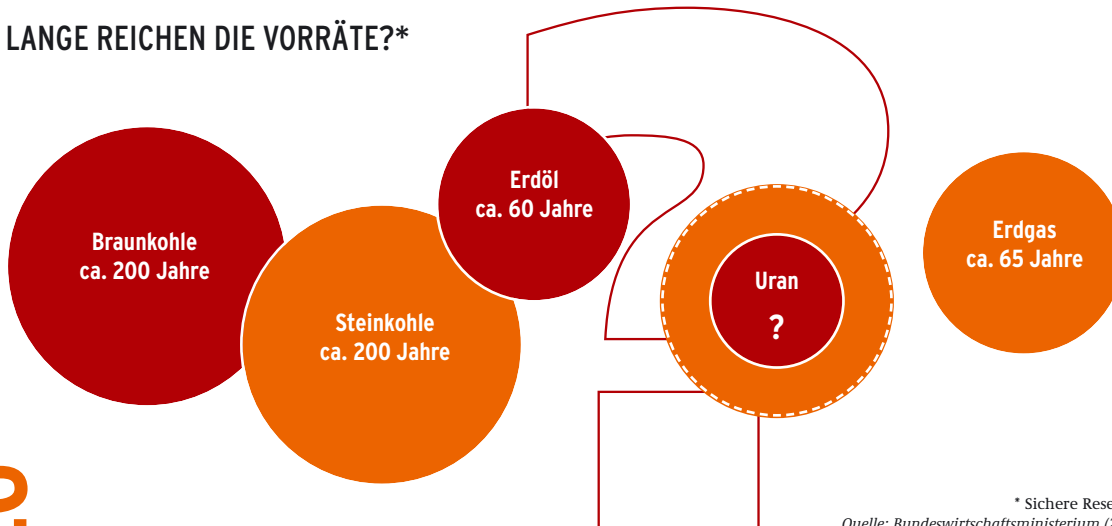 LANGE REICHEN DIE VORRÄTE?*
Braunkohle
ca. 200 Jahre
Steinkohle
ca. 200 Jahre
Erdöl
ca. 60 Jahre
Uran
?
Erdgas
ca. 65 Jahre
* Sichere
Quelle: Bundeswirtschaftsministerium